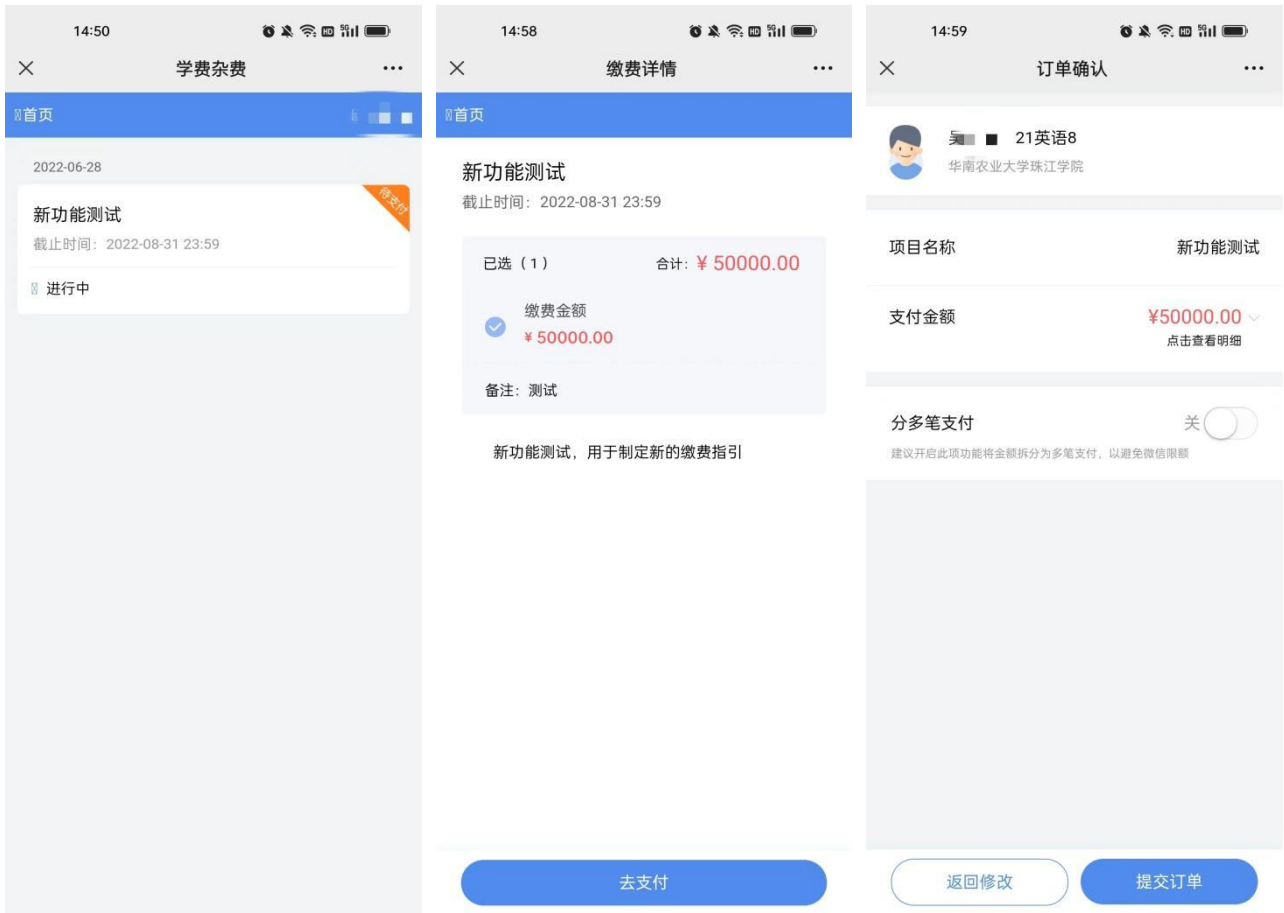 14:50
学费杂费
首页
2022-06-28
待支付
新功能测试
截止时间：2022-08-31 23:59
进行中
14:58
缴费详情
首页
新功能测试
截止时间：2022-08-31 23:59
已选（1） 合计：¥ 50000.00
缴费金额
¥ 50000.00
备注：测试
新功能测试，用于制定新的缴费指引
去支付
14:59
订单确认
吴 21英语8
华南农业大学珠江学院
项目名称 新功能测试
支付金额 ¥50000.00
点击查看明细
分多笔支付 关
建议开启此项功能将金额拆分为多笔支付，以避免微信限额
返回修改 提交订单